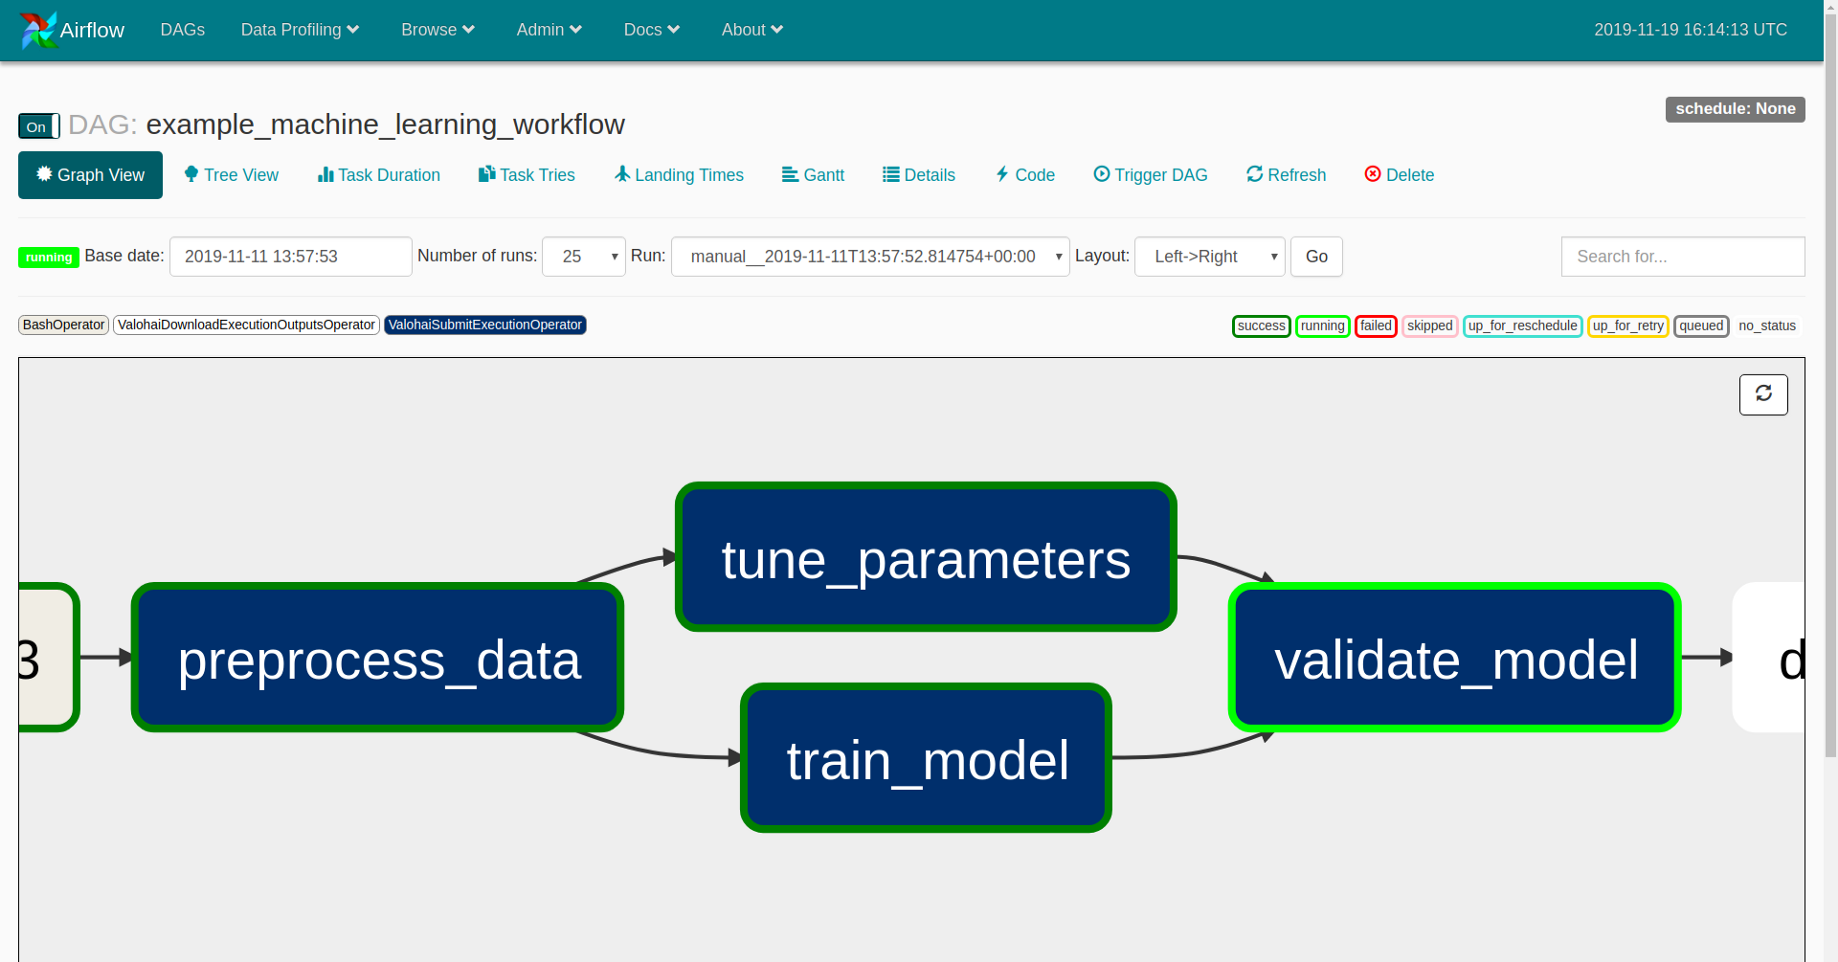 Airflow DAGs Data Profiling Browse Admin Docs About 2019-11-19 16:14:13 UTC
schedule: None
On DAG: example_machine_learning_workflow
Graph View Tree View Task Duration Task Tries Landing Times Gantt Details Code Trigger DAG Refresh Delete
running Base date: 2019-11-11 13:57:53 Number of runs: 25 Run: manual__2019-11-11T13:57:52.814754+00:00 Layout: Left->Right Go Search for...
BashOperator ValohaiDownloadExecutionOutputsOperator ValohaiSubmitExecutionOperator success running failed skipped up_for_reschedule up_for_retry queued no_status
tune_parameters
3 preprocess_data validate_model d
train_model